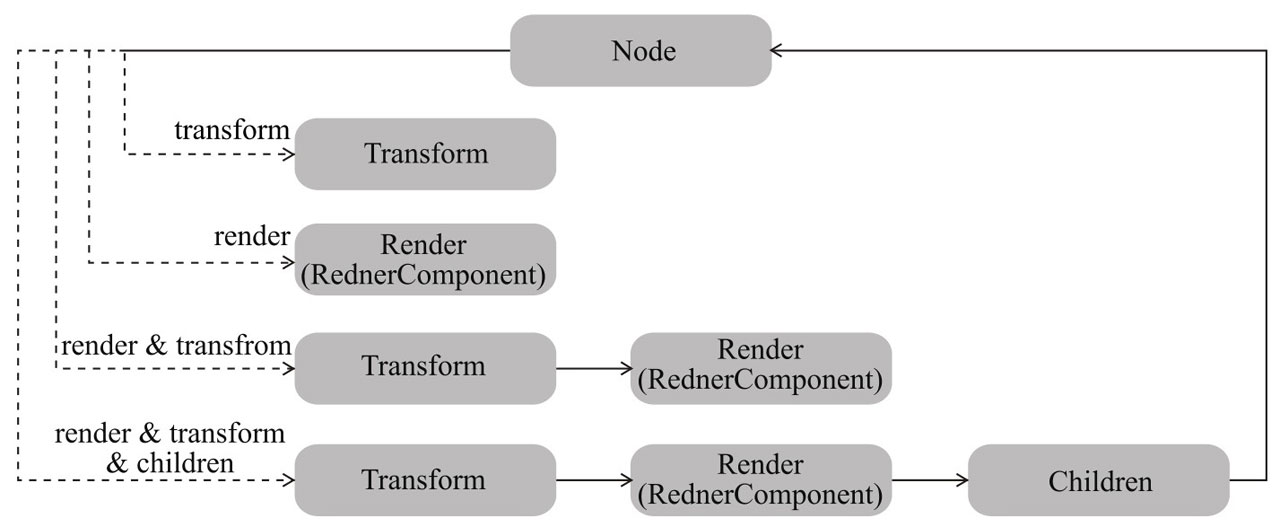 Node
transform
Transform
render
Render
(RednerComponent)
render & transfrom
Transform
Render
(RednerComponent)
render & transform
& children
Transform
Render
(RednerComponent)
Children